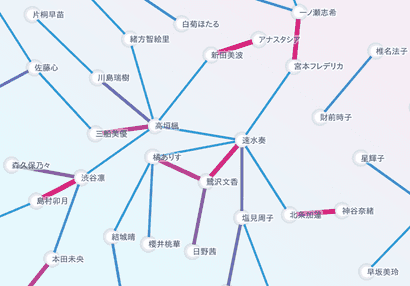 片桐早苗
白菊ほたる
一ノ瀬志希
緒方智絵里
アナスタシア
新田美波
椎名法子
佐藤心
川島瑞樹
宮本フレデリカ
財前時子
高垣楓
三船美優
速水奏
橘ありす
星輝子
森久保乃々
渋谷凛
鷺沢文香
島村卯月
塩見周子
北条加蓮
神谷奈緒
結城晴
櫻井桃華
日野茜
本田未央
早坂美玲